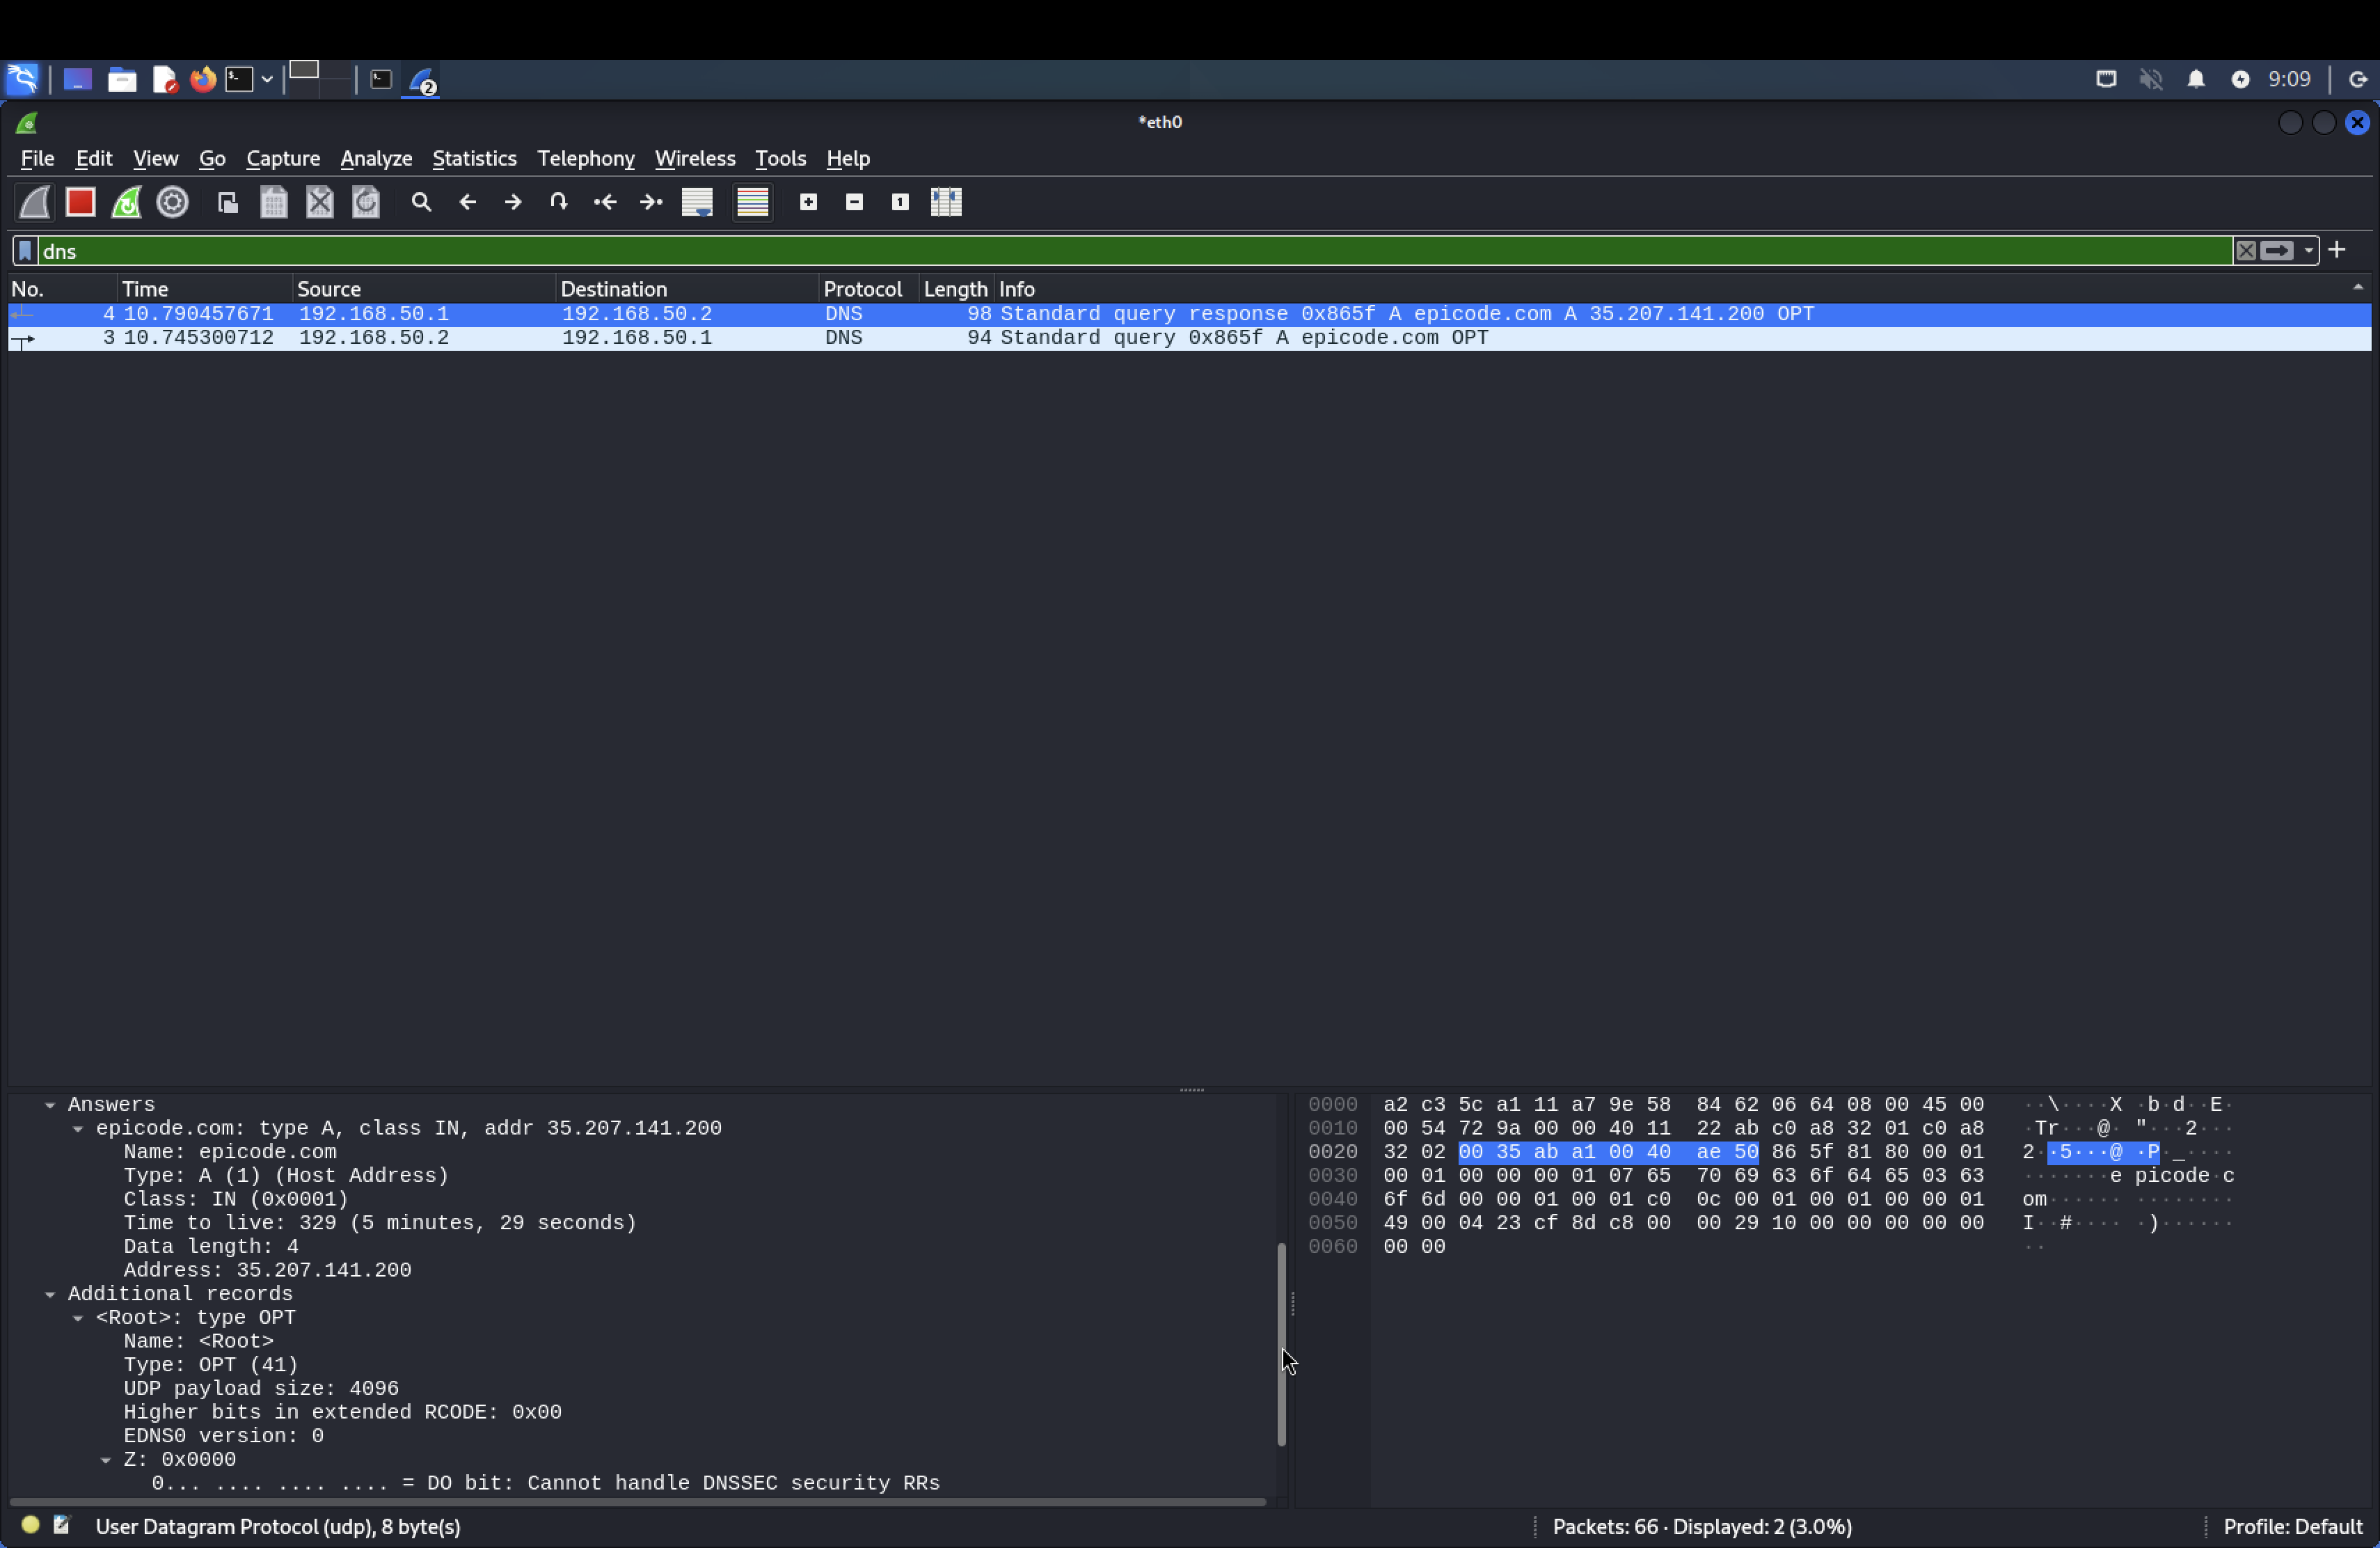 2
9:09
*eth0
File Edit View Go Capture Analyze Statistics Telephony Wireless Tools Help
dns
No. Time Source Destination Protocol Length Info
4 10.790457671 192.168.50.1 192.168.50.2 DNS 98 Standard query response 0x865f A epicode.com A 35.207.141.200 OPT
3 10.745300712 192.168.50.2 192.168.50.1 DNS 94 Standard query 0x865f A epicode.com OPT
Answers
epicode.com: type A, class IN, addr 35.207.141.200
Name: epicode.com
Type: A (1) (Host Address)
Class: IN (0x0001)
Time to live: 329 (5 minutes, 29 seconds)
Data length: 4
Address: 35.207.141.200
Additional records
<Root>: type OPT
Name: <Root>
Type: OPT (41)
UDP payload size: 4096
Higher bits in extended RCODE: 0x00
EDNS0 version: 0
Z: 0x0000
0... .... .... .... = DO bit: Cannot handle DNSSEC security RRs
0000 a2 c3 5c a1 11 a7 9e 58 84 62 06 64 08 00 45 00 ··\····X ·b·d··E·
0010 00 54 72 9a 00 00 40 11 22 ab c0 a8 32 01 c0 a8 ·Tr···@· "···2···
0020 32 02 00 35 ab a1 00 40 ae 50 86 5f 81 80 00 01 2··5···@ ·P·_····
0030 00 01 00 00 00 01 07 65 70 69 63 6f 64 65 03 63 ·······e picode·c
0040 6f 6d 00 00 01 00 01 c0 0c 00 01 00 01 00 00 01 om······ ········
0050 49 00 04 23 cf 8d c8 00 00 29 10 00 00 00 00 00 I··#···· ·)······
0060 00 00 ··
User Datagram Protocol (udp), 8 byte(s)
Packets: 66 · Displayed: 2 (3.0%)
Profile: Default